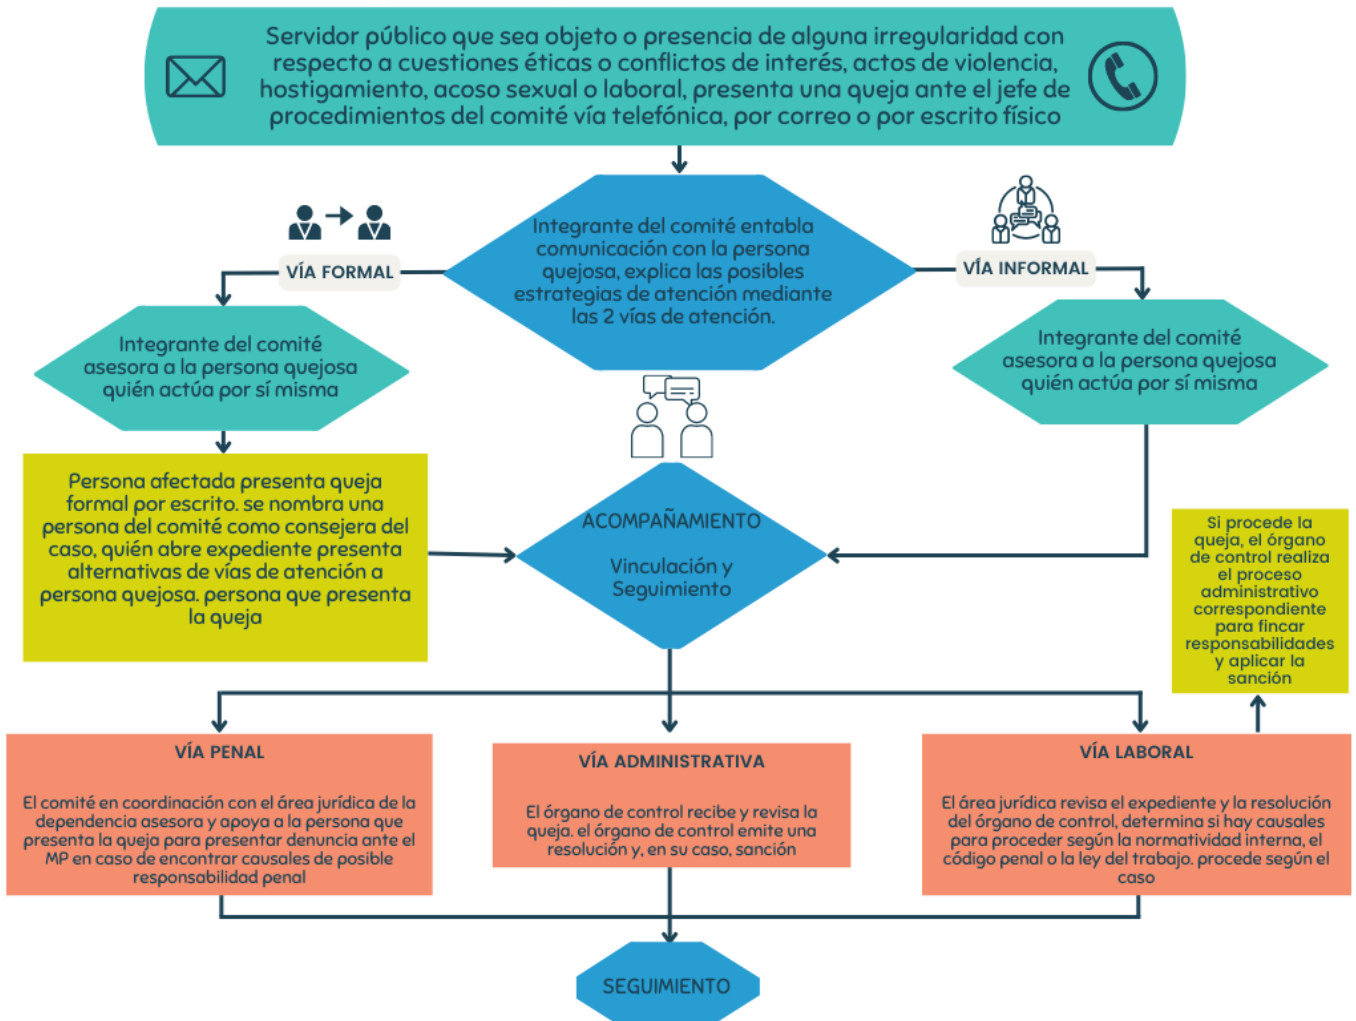 Servidor público que sea objeto o presencia de alguna irregularidad con
respecto a cuestiones éticas o conflictos de interés, actos de violencia,
hostigamiento, acoso sexual o laboral, presenta una queja ante el jefe de
procedimientos del comité vía telefónica, por correo o por escrito físico
Integrante del comité entabla
comunicación con la persona
quejosa, explica las posibles
estrategias de atención mediante
las 2 vías de atención.
VÍA FORMAL
VÍA INFORMAL
Integrante del comité
asesora a la persona quejosa
quién actúa por sí misma
Integrante del comité
asesora a la persona quejosa
quién actúa por sí misma
Persona afectada presenta queja
formal por escrito. se nombra una
persona del comité como consejera del
caso, quién abre expediente presenta
alternativas de vías de atención a
persona quejosa. persona que presenta
la queja
ACOMPAÑAMIENTO
Vinculación y
Seguimiento
Si procede la
queja, el órgano
de control realiza
el proceso
administrativo
correspondiente
para fincar
responsabilidades
y aplicar la
sanción
VÍA PENAL
El comité en coordinación con el área jurídica de la
dependencia asesora y apoya a la persona que
presenta la queja para presentar denuncia ante el
MP en caso de encontrar causales de posible
responsabilidad penal
VÍA ADMINISTRATIVA
El órgano de control recibe y revisa la
queja. el órgano de control emite una
resolución y, en su caso, sanción
VÍA LABORAL
El área jurídica revisa el expediente y la resolución
del órgano de control, determina si hay causales
para proceder según la normatividad interna, el
código penal o la ley del trabajo. procede según el
caso
SEGUIMIENTO